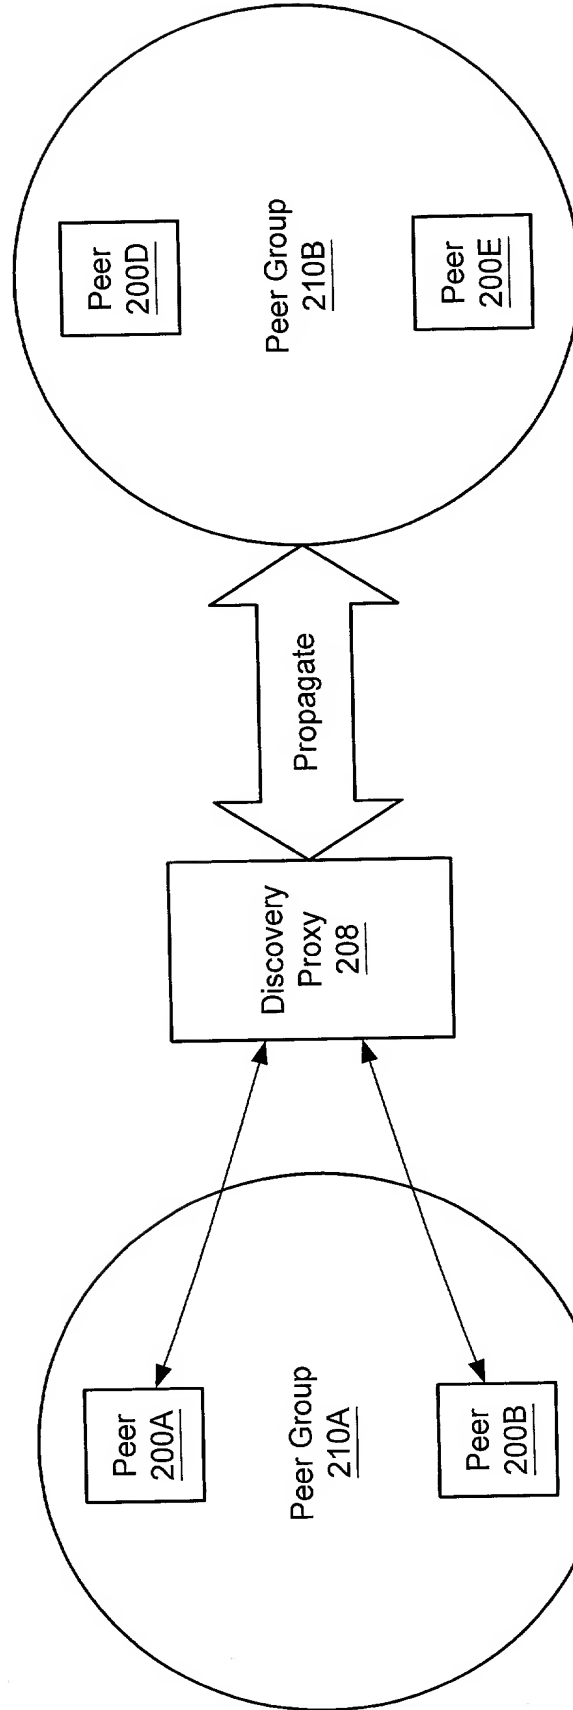 Peer
200A
Peer Group
210A
Peer
200B
Discovery
Proxy
208
Propagate
Peer
200D
Peer Group
210B
Peer
200E